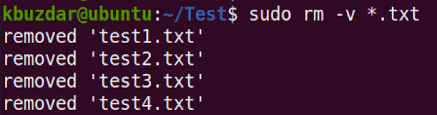 kbuzdar@ubuntu:~/Test$ sudo rm -v *.txt
removed 'test1.txt'
removed 'test2.txt'
removed 'test3.txt'
removed 'test4.txt'